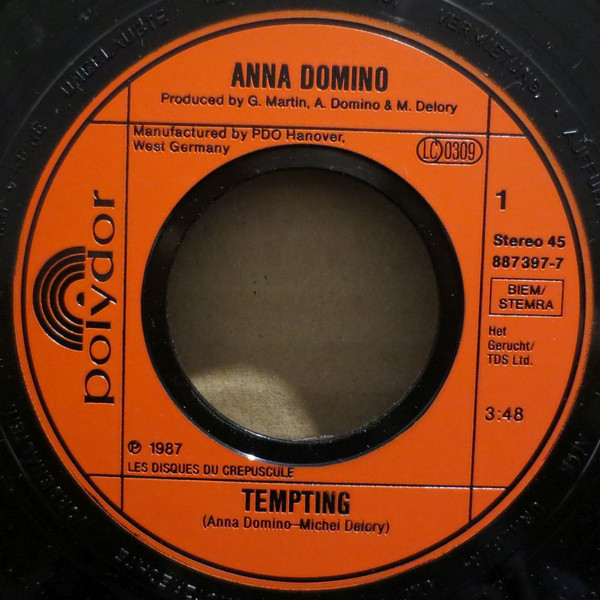 ANNA DOMINO
Produced by G. Martin, A. Domino & M. Delory
Manufactured by PDO Hanover,
West Germany
LC 0309
1
Stereo 45
887 397-7
BIEM/
STEMRA
Het
Gerucht/
TDS Ltd.
3:48
polydor
℗ 1987
LES DISQUES DU CREPUSCULE
TEMPTING
(Anna Domino–Michel Delory)
UNERLAUBTE
VERMIETUNG